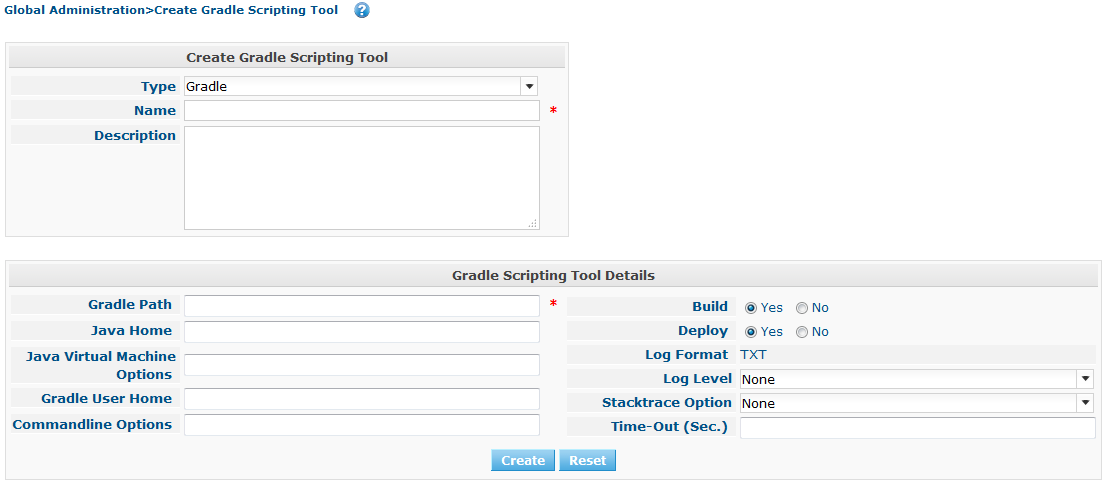 Global Administration>Create Gradle Scripting Tool ?
Create Gradle Scripting Tool
Type Gradle
Name *
Description
Gradle Scripting Tool Details
Gradle Path *
Java Home
Java Virtual Machine
Options
Gradle User Home
Commandline Options
Build Yes No
Deploy Yes No
Log Format TXT
Log Level None
Stacktrace Option None
Time-Out (Sec.)
Create Reset